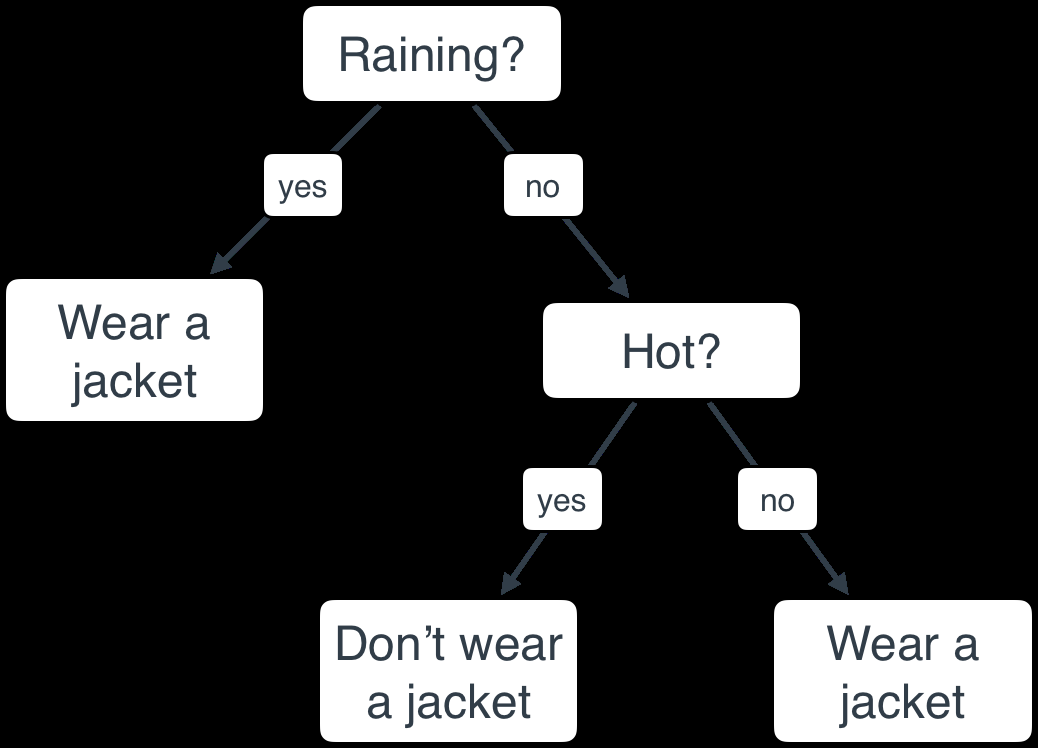 Raining?
yes
no
Wear a
jacket
Hot?
yes
no
Don’t wear
a jacket
Wear a
jacket